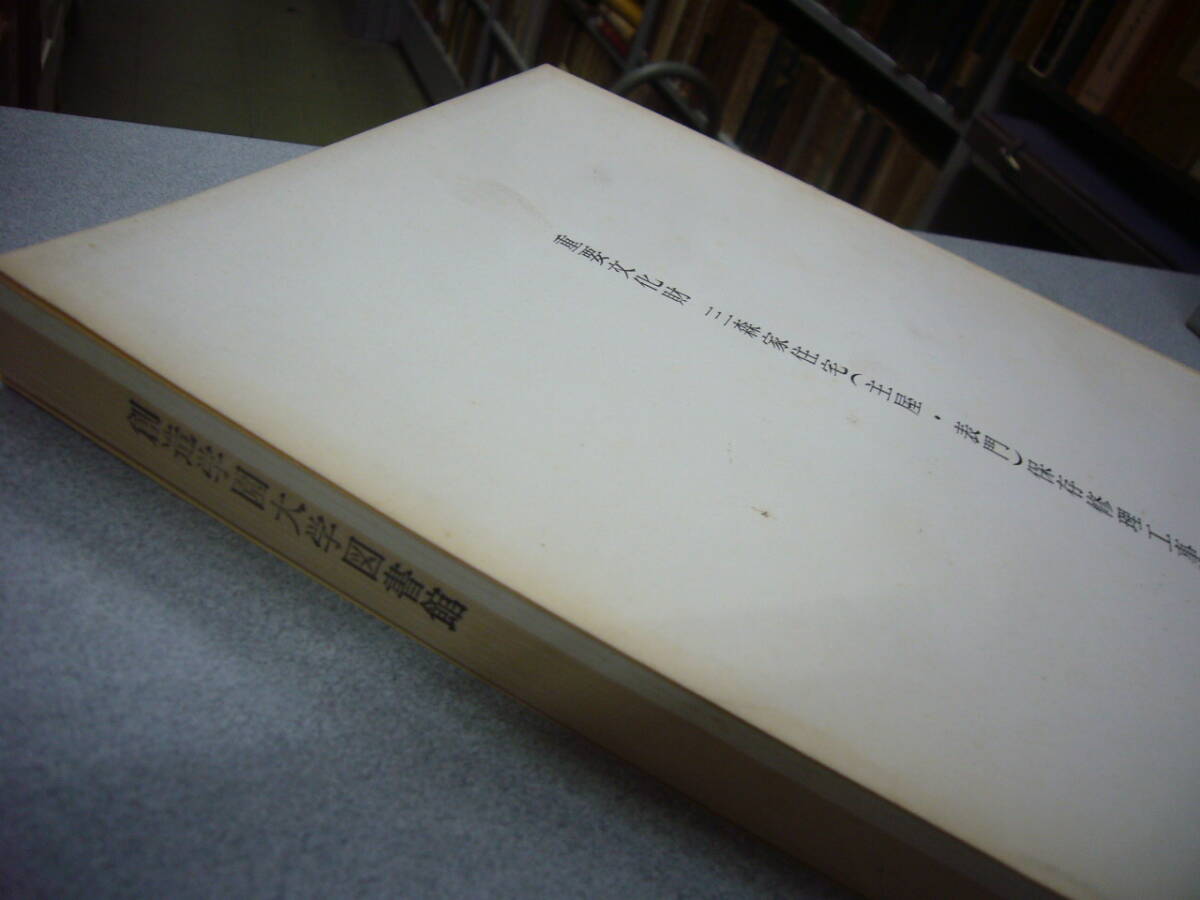 重要文化財 三森家住宅(主屋・表門)保存修理工事
創造学園大学図書館